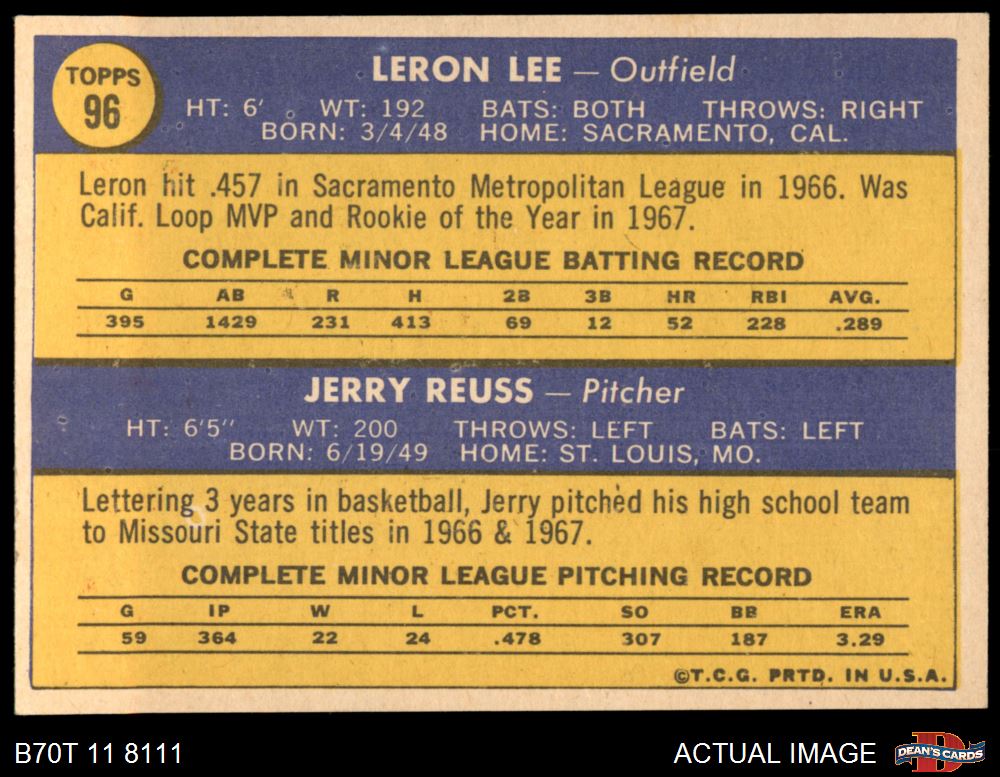 TOPPS
96
LERON LEE — Outfield
HT: 6' WT: 192 BATS: BOTH THROWS: RIGHT
BORN: 3/4/48 HOME: SACRAMENTO, CAL.
Leron hit .457 in Sacramento Metropolitan League in 1966. Was
Calif. Loop MVP and Rookie of the Year in 1967.
COMPLETE MINOR LEAGUE BATTING RECORD
G AB R H 2B 3B HR RBI AVG.
395 1429 231 413 69 12 52 228 .289
JERRY REUSS — Pitcher
HT: 6'5" WT: 200 THROWS: LEFT BATS: LEFT
BORN: 6/19/49 HOME: ST. LOUIS, MO.
Lettering 3 years in basketball, Jerry pitched his high school team
to Missouri State titles in 1966 & 1967.
COMPLETE MINOR LEAGUE PITCHING RECORD
G IP W L PCT. SO BB ERA
59 364 22 24 .478 307 187 3.29
©T.C.G. PRTD. IN U.S.A.
B70T 11 8111 ACTUAL IMAGE DEAN'S CARDS